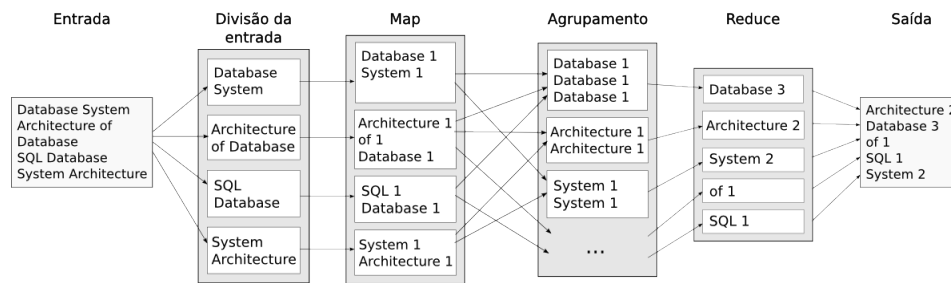 Entrada
Divisão da
entrada
Map
Agrupamento
Reduce
Saída
Database System
Architecture of
Database
SQL Database
System Architecture
Database
System
Architecture
of Database
SQL
Database
System
Architecture
Database 1
System 1
Architecture 1
of 1
Database 1
SQL 1
Database 1
System 1
Architecture 1
Database 1
Database 1
Database 1
Architecture 1
Architecture 1
System 1
System 1
...
Database 3
Architecture 2
System 2
of 1
SQL 1
Architecture 2
Database 3
of 1
SQL 1
System 2